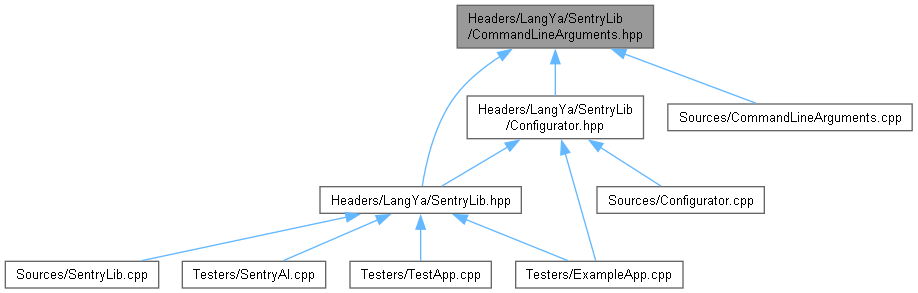 Headers/LangYa/SentryLib
/CommandLineArguments.hpp
Headers/LangYa/SentryLib
/Configurator.hpp
Sources/CommandLineArguments.cpp
Headers/LangYa/SentryLib.hpp
Sources/Configurator.cpp
Sources/SentryLib.cpp
Testers/SentryAI.cpp
Testers/TestApp.cpp
Testers/ExampleApp.cpp